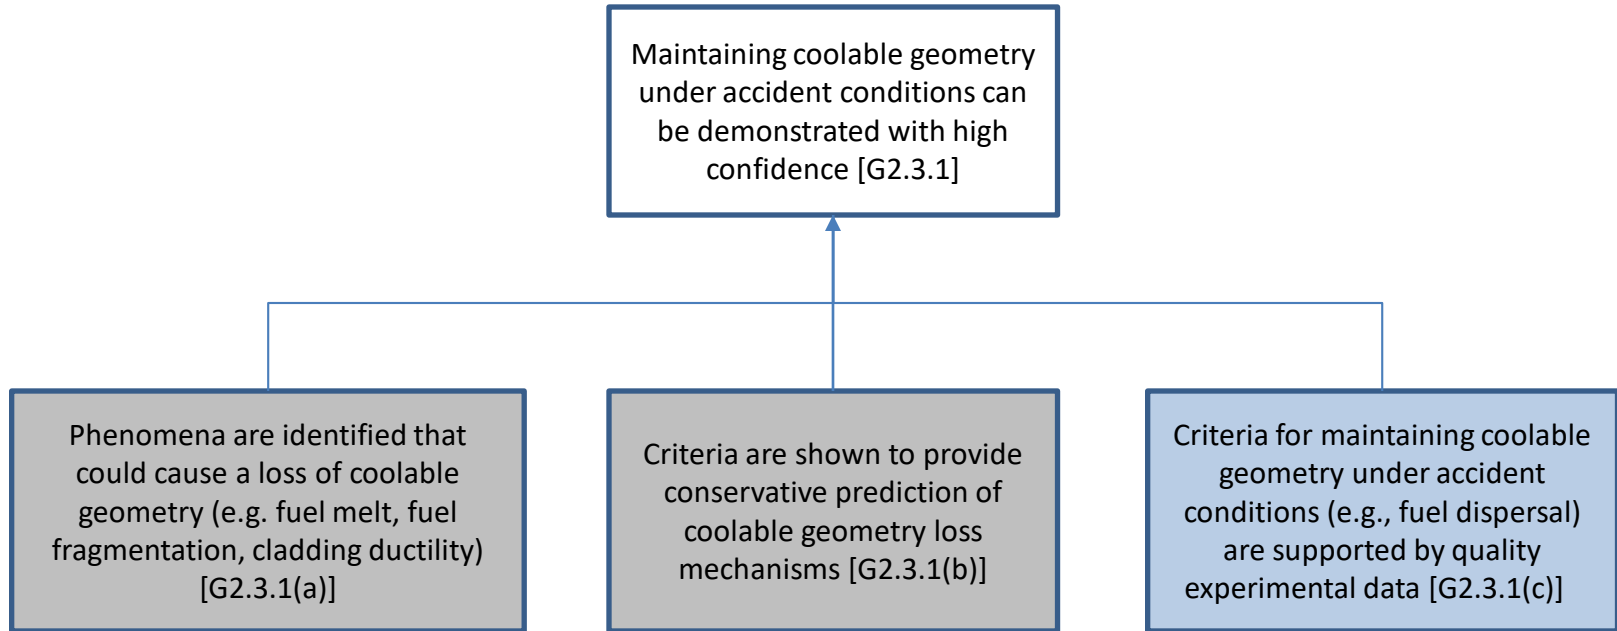 Maintaining coolable geometry
under accident conditions can
be demonstrated with high
confidence [G2.3.1]
Phenomena are identified that
could cause a loss of coolable
geometry (e.g. fuel melt, fuel
fragmentation, cladding ductility)
[G2.3.1(a)]
Criteria are shown to provide
conservative prediction of
coolable geometry loss
mechanisms [G2.3.1(b)]
Criteria for maintaining coolable
geometry under accident
conditions (e.g., fuel dispersal)
are supported by quality
experimental data [G2.3.1(c)]